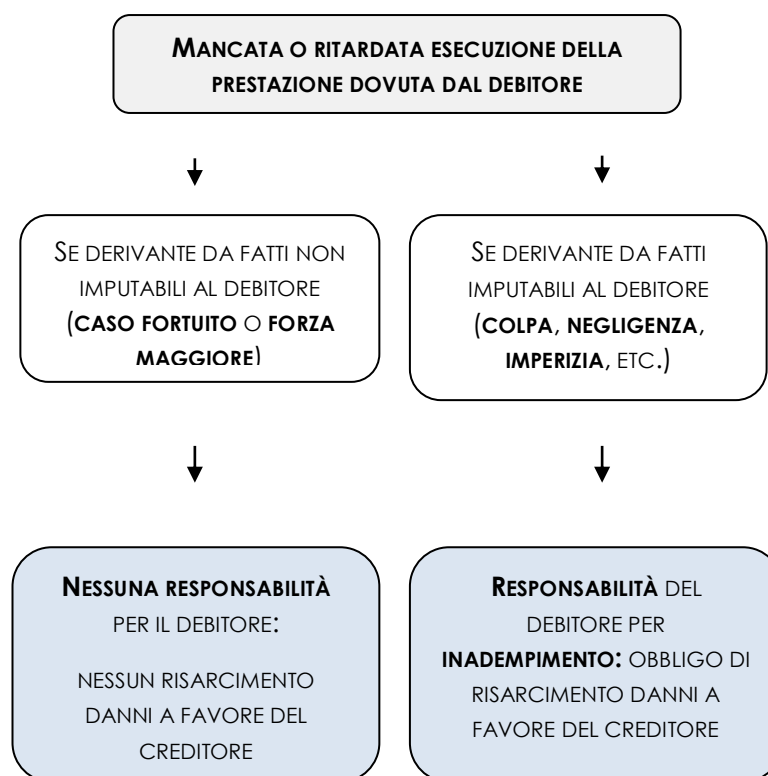 MANCATA O RITARDATA ESECUZIONE DELLA
PRESTAZIONE DOVUTA DAL DEBITORE
SE DERIVANTE DA FATTI NON
IMPUTABILI AL DEBITORE
(CASO FORTUITO O FORZA
MAGGIORE)
SE DERIVANTE DA FATTI
IMPUTABILI AL DEBITORE
(COLPA, NEGLIGENZA,
IMPERIZIA, ETC.)
NESSUNA RESPONSABILITÀ
PER IL DEBITORE:
NESSUN RISARCIMENTO
DANNI A FAVORE DEL
CREDITORE
RESPONSABILITÀ DEL
DEBITORE PER
INADEMPIMENTO: OBBLIGO DI
RISARCIMENTO DANNI A
FAVORE DEL CREDITORE